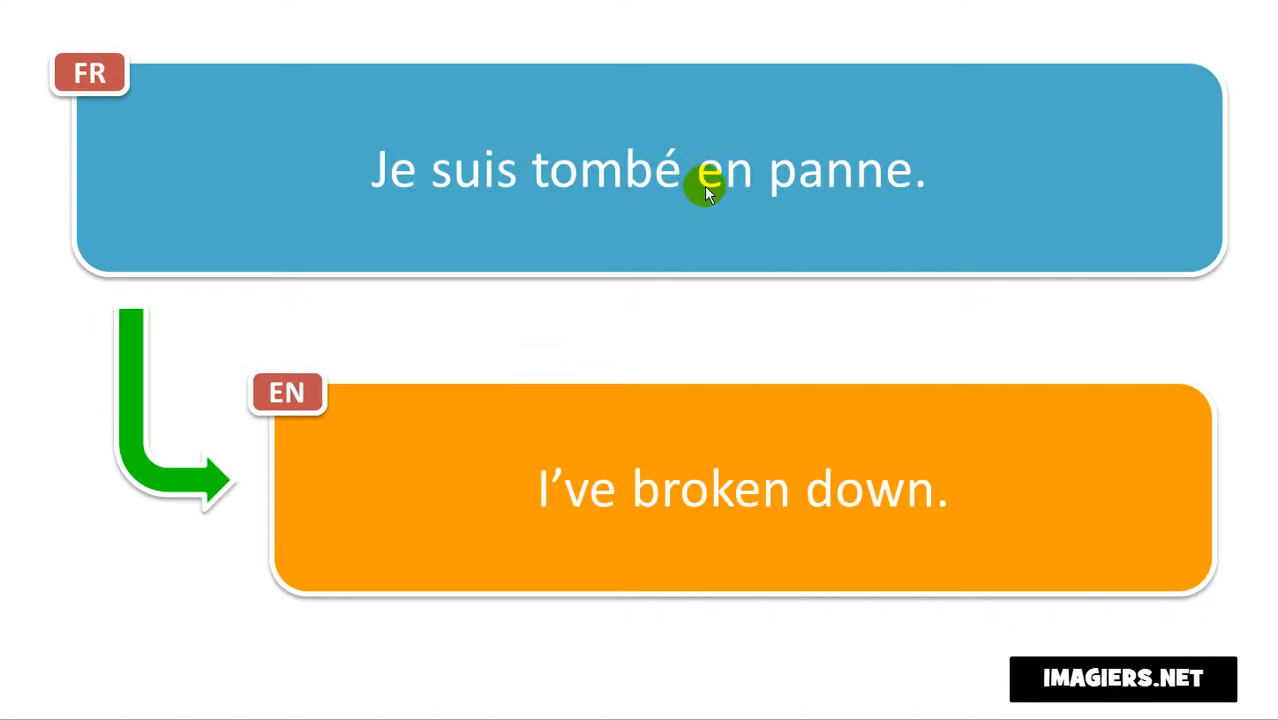 FR
Je suis tombé en panne.
EN
I’ve broken down.
IMAGIERS.NET